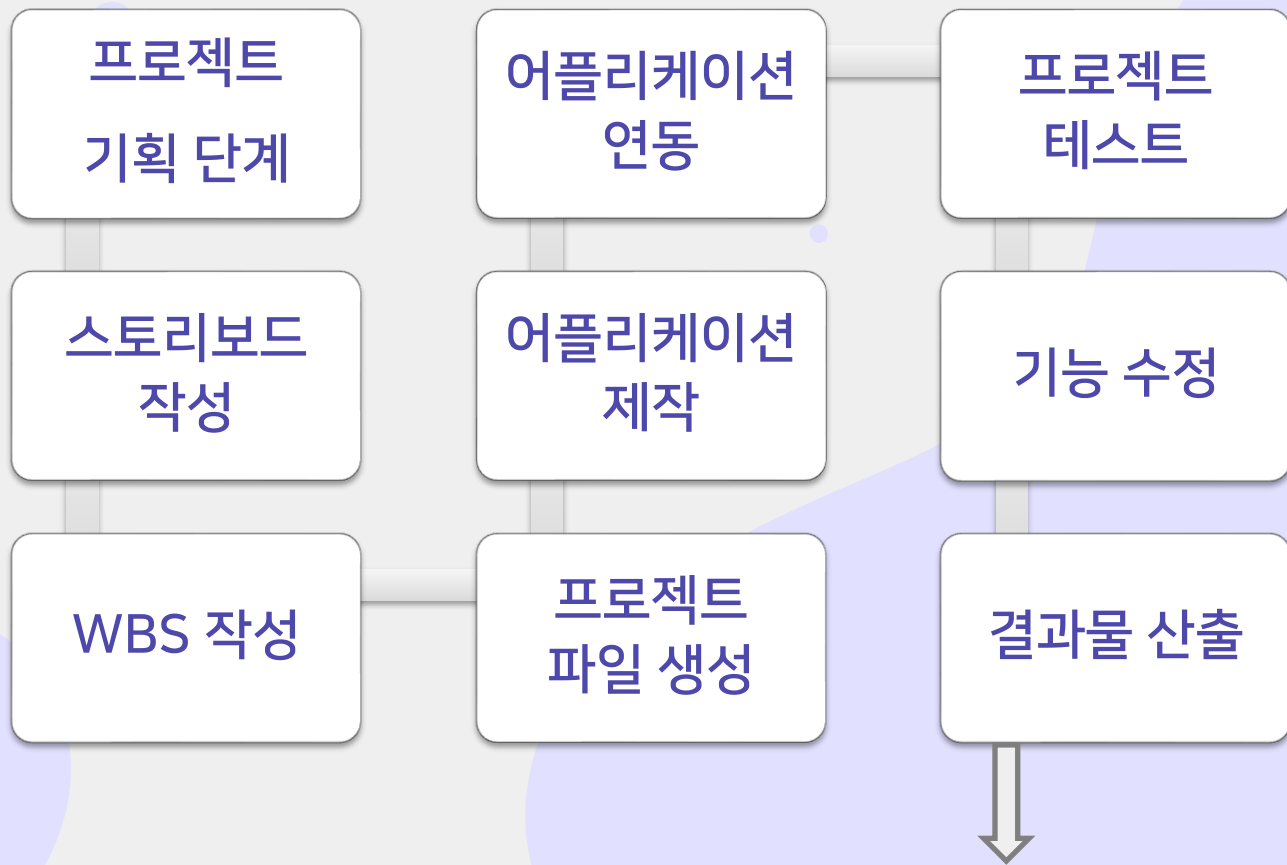 프로젝트
기획 단계
스토리보드
작성
WBS 작성
프로젝트
파일 생성
어플리케이션
제작
어플리케이션
연동
프로젝트
테스트
기능 수정
결과물 산출